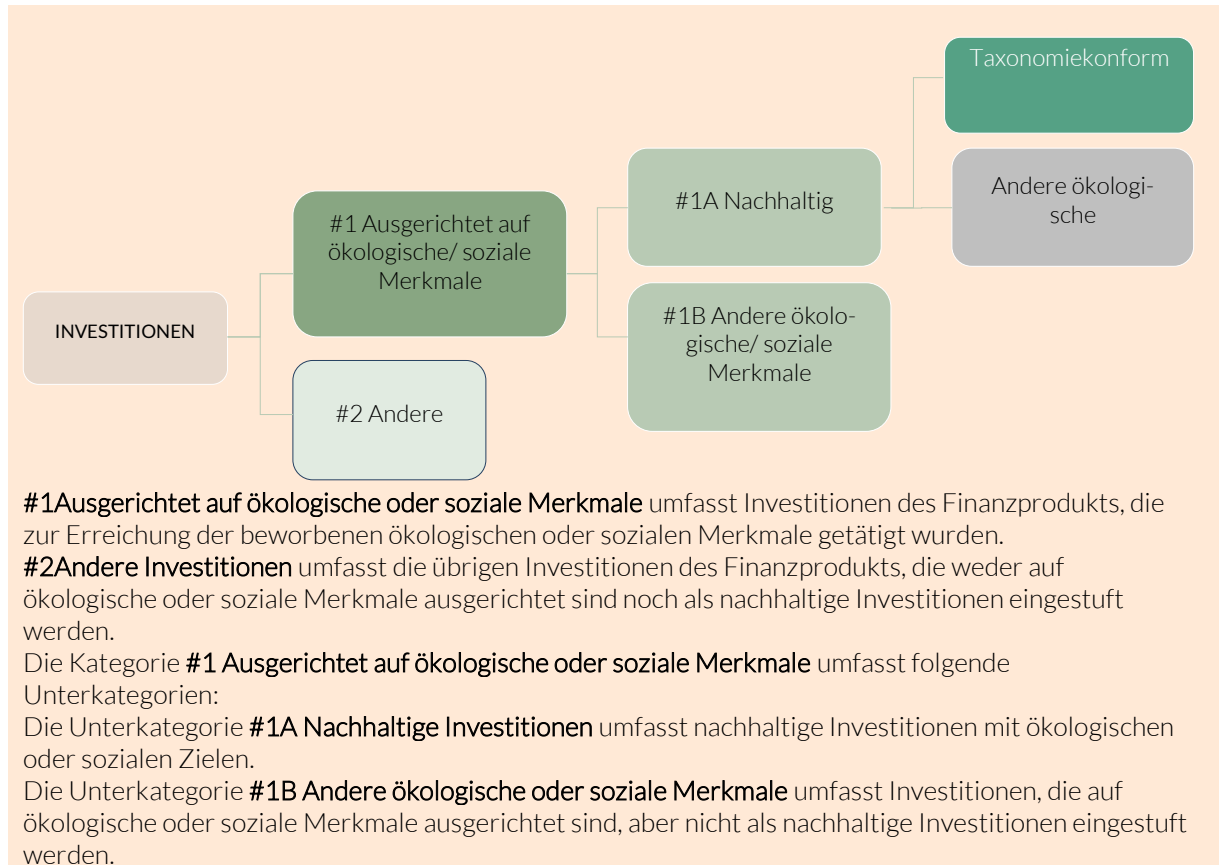 Taxonomiekonform
Andere ökologi-
sche
#1A Nachhaltig
#1 Ausgerichtet auf
ökologische/ soziale
Merkmale
#1B Andere ökolo-
gische/ soziale
Merkmale
INVESTITIONEN
#2 Andere
#1Ausgerichtet auf ökologische oder soziale Merkmale umfasst Investitionen des Finanzprodukts, die
zur Erreichung der beworbenen ökologischen oder sozialen Merkmale getätigt wurden.
#2Andere Investitionen umfasst die übrigen Investitionen des Finanzprodukts, die weder auf
ökologische oder soziale Merkmale ausgerichtet sind noch als nachhaltige Investitionen eingestuft
werden.
Die Kategorie #1 Ausgerichtet auf ökologische oder soziale Merkmale umfasst folgende
Unterkategorien:
Die Unterkategorie #1A Nachhaltige Investitionen umfasst nachhaltige Investitionen mit ökologischen
oder sozialen Zielen.
Die Unterkategorie #1B Andere ökologische oder soziale Merkmale umfasst Investitionen, die auf
ökologische oder soziale Merkmale ausgerichtet sind, aber nicht als nachhaltige Investitionen eingestuft
werden.